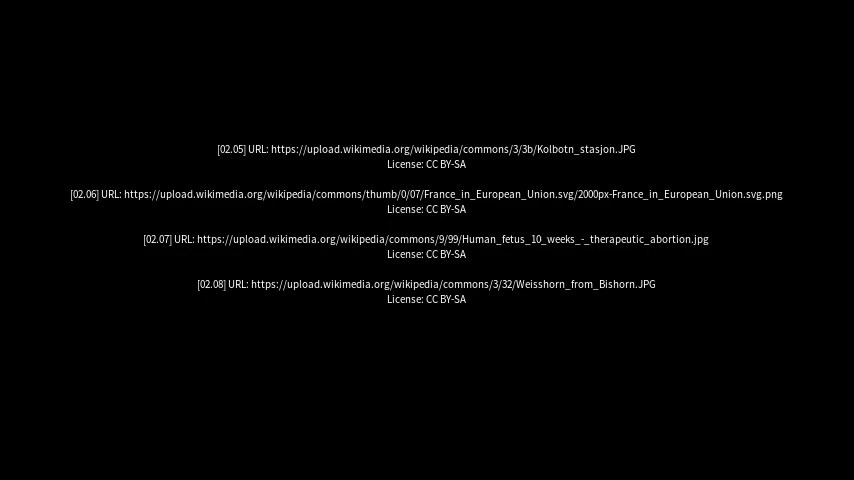 [02.05] URL: https://upload.wikimedia.org/wikipedia/commons/3/3b/Kolbotn_stasjon.JPG
License: CC BY-SA
[02.06] URL: https://upload.wikimedia.org/wikipedia/commons/thumb/0/07/France_in_European_Union.svg/2000px-France_in_European_Union.svg.png
License: CC BY-SA
[02.07] URL: https://upload.wikimedia.org/wikipedia/commons/9/99/Human_fetus_10_weeks_-_therapeutic_abortion.jpg
License: CC BY-SA
[02.08] URL: https://upload.wikimedia.org/wikipedia/commons/3/32/Weisshorn_from_Bishorn.JPG
License: CC BY-SA